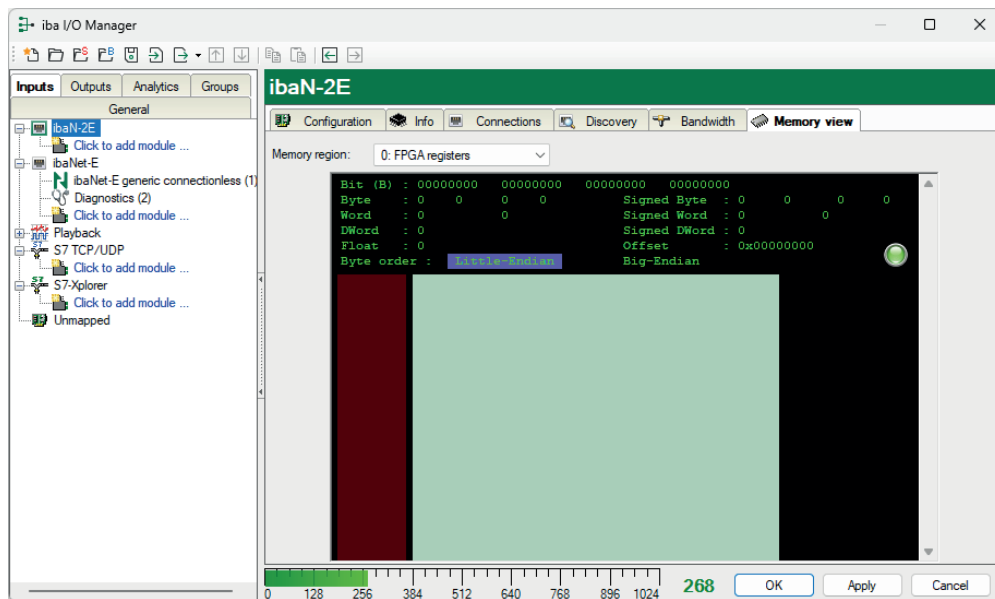 iba I/O Manager
Inputs Outputs Analytics Groups
General
ibaN-2E
Click to add module ...
ibaNet-E
ibaNet-E generic connectionless (1)
Diagnostics (2)
Click to add module ...
Playback
S7 TCP/UDP
Click to add module ...
S7-Xplorer
Click to add module ...
Unmapped
ibaN-2E
Configuration Info Connections Discovery Bandwidth Memory view
Memory region: 0: FPGA registers
Bit (B) : 00000000 00000000 00000000 00000000
Byte : 0 0 0 0 Signed Byte : 0 0 0 0
Word : 0 0 Signed Word : 0 0
DWord : 0 Signed DWord : 0
Float : 0 Offset : 0x00000000
Byte order : Little-Endian Big-Endian
0 128 256 384 512 640 768 896 1024 268 OK Apply Cancel